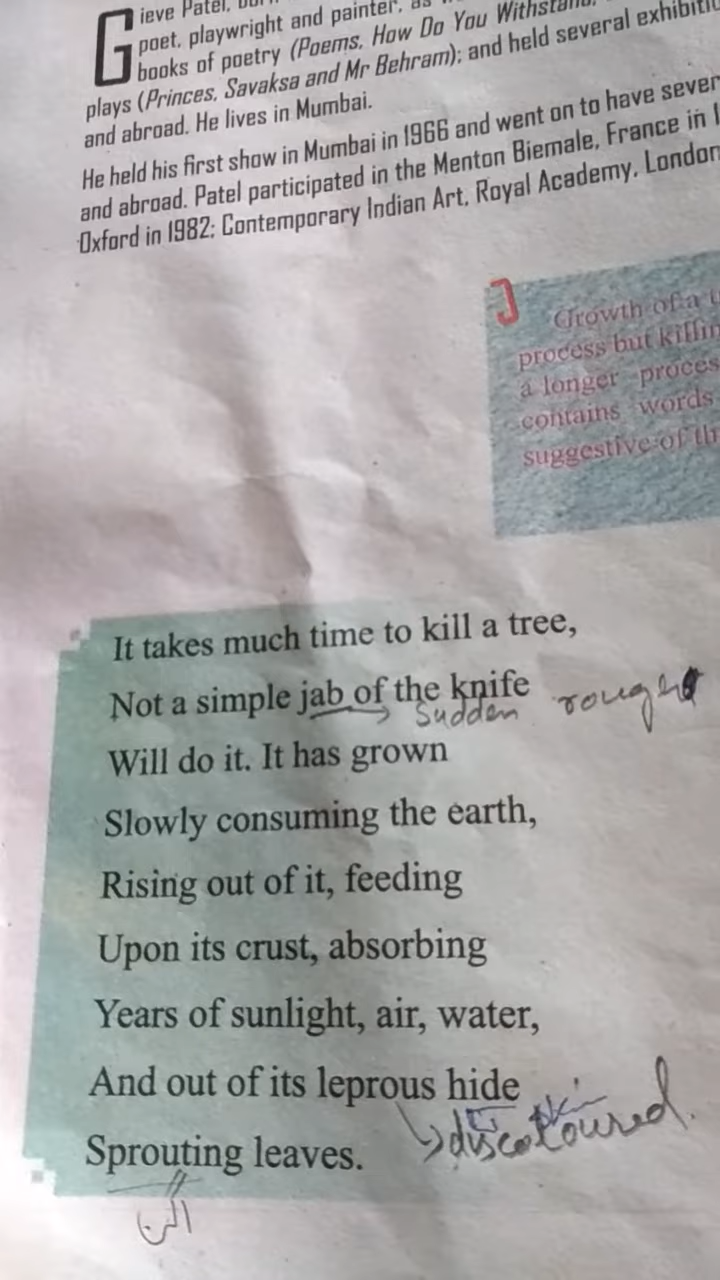 Gieve Patel,
poet, playwright and painter,
books of poetry (Poems, How Do You Withstand,
plays (Princes, Savaksa and Mr Behram); and held several
and abroad. He lives in Mumbai.
He held his first show in Mumbai in 1966 and went on to have
and abroad. Patel participated in the Menton Biemale, France in
Oxford in 1982; Contemporary Indian Art, Royal Academy, London
Growth of a
process but
a longer
contains words
suggestive of
It takes much time to kill a tree,
Not a simple jab of the knife
sudden rough
Will do it. It has grown
Slowly consuming the earth,
Rising out of it, feeding
Upon its crust, absorbing
Years of sunlight, air, water,
And out of its leprous hide
skin
discoloured.
Sprouting leaves.